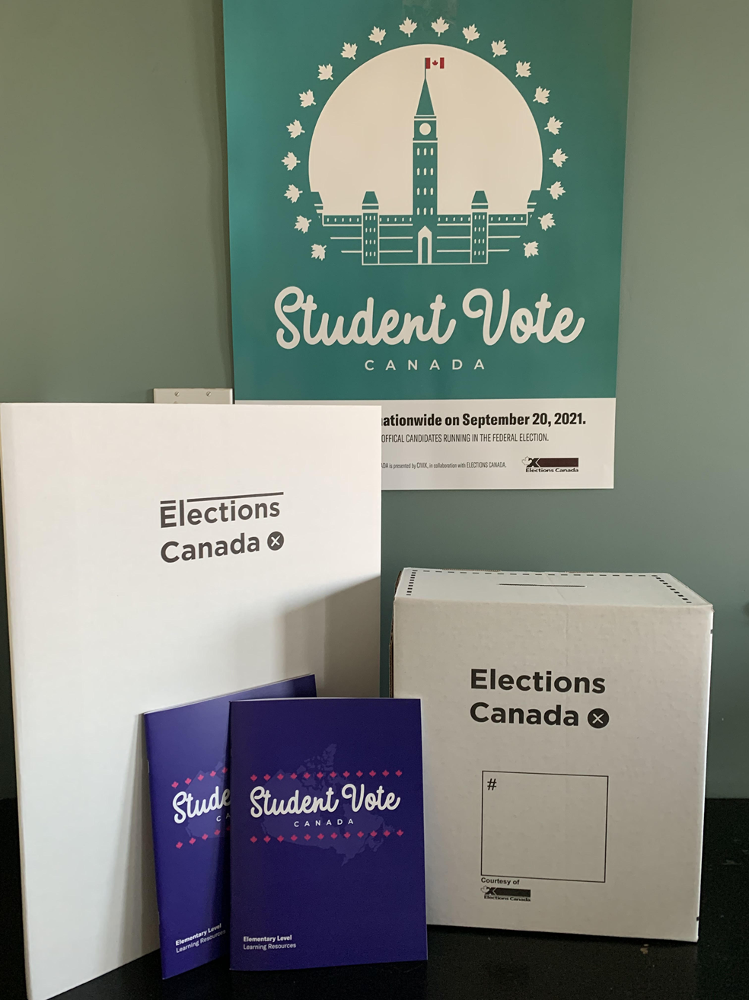 Student Vote
CANADA
ationwide on September 20, 2021.
OFFICAL CANDIDATES RUNNING IN THE FEDERAL ELECTION.
ADA is presented by CIVIX, in collaboration with ELECTIONS CANADA.
Elections Canada
Elections
Canada
Elections
Canada
#
Courtesy of
Elections Canada
Stude
CA
Elementary Level
Learning Resources
Student Vote
CANADA
Elementary Level
Learning Resources